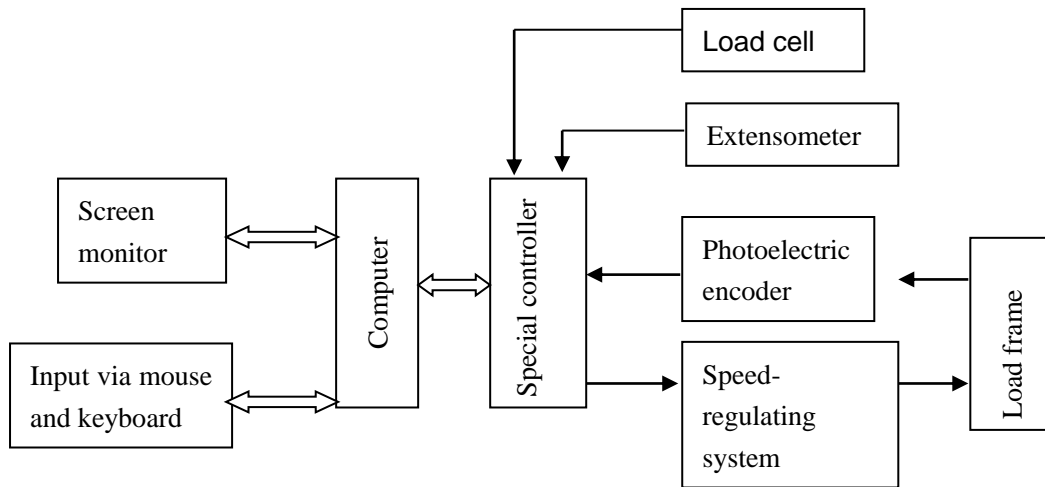 Load cell
Extensometer
Screen
monitor
Computer
Special controller
Photoelectric
encoder
Load frame
Input via mouse
and keyboard
Speed-
regulating
system